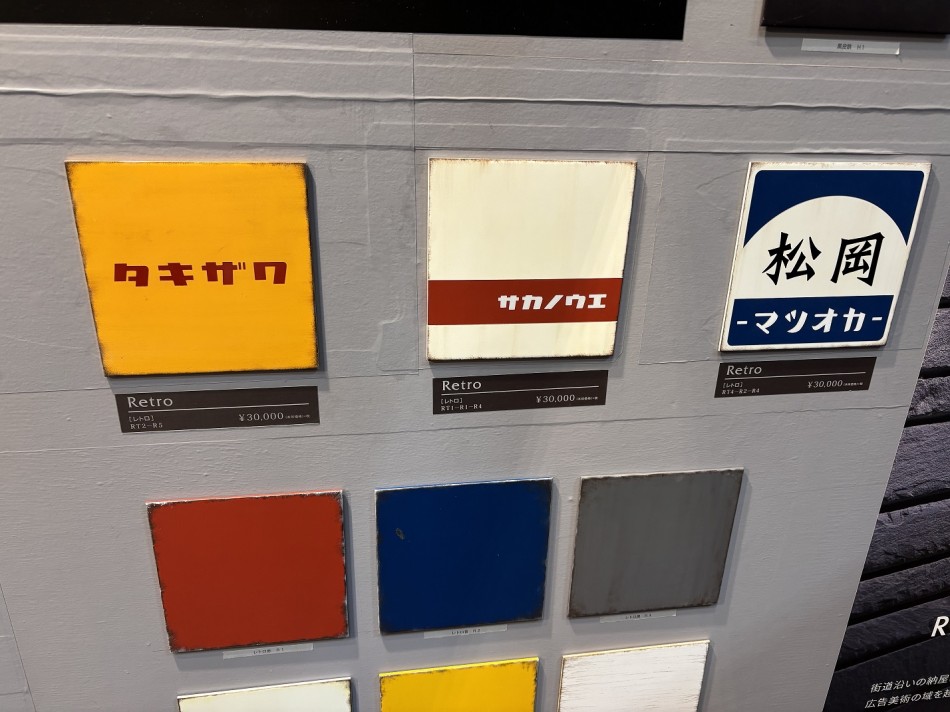 タキザワ
サカノウエ
松岡
-マツオカ-
Retro
[レトロ]
RT2-R5
¥30,000
Retro
[レトロ]
RT1-R1-R4
¥30,000
Retro
[レトロ]
RT4-R2-R4
¥30,000
R
街道沿いの納屋
広告美術の域を超